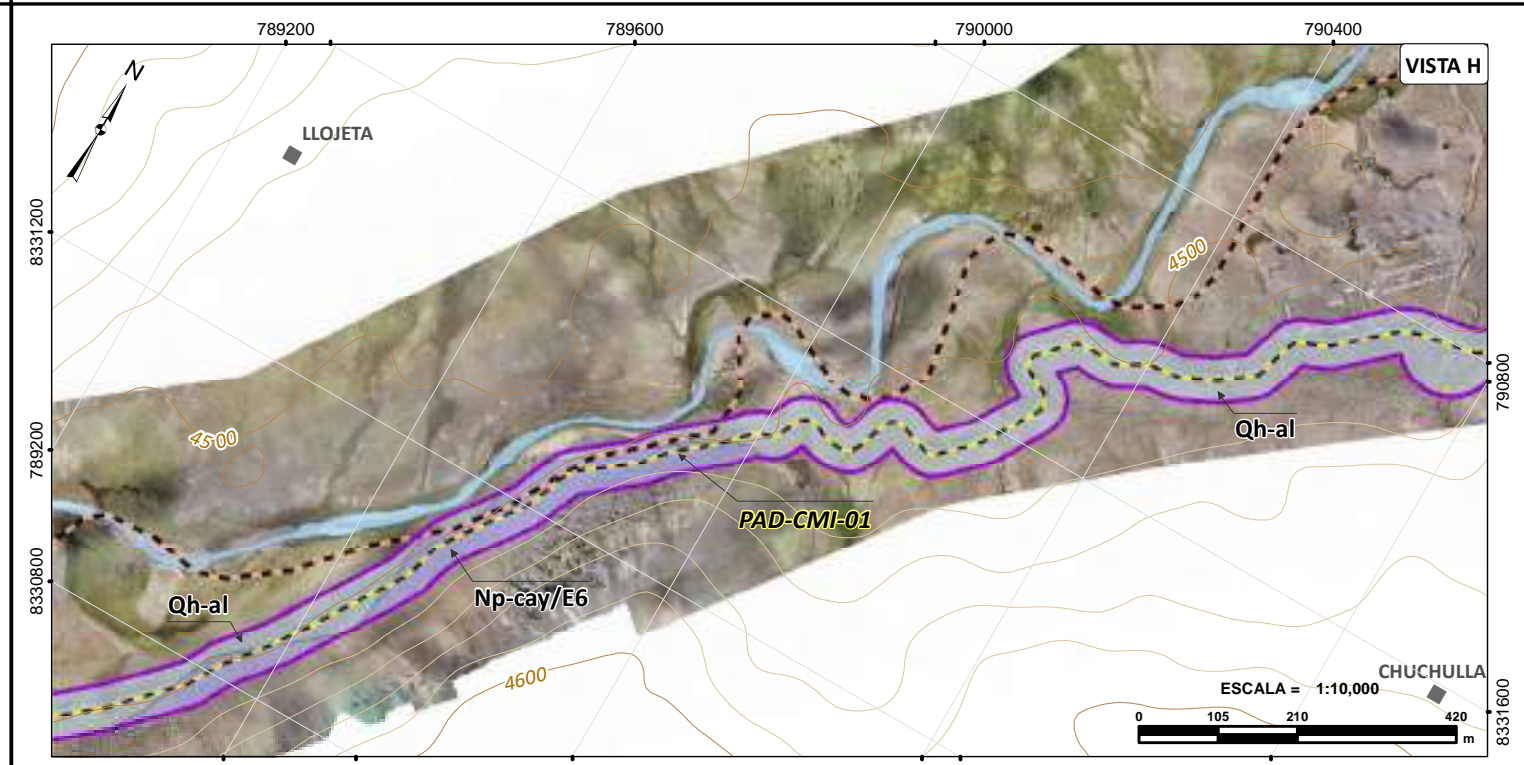 789200
789600
790000
790400
VISTA H
N
LLOJETA
8331200
4500
789200
4500
790800
Qh-al
PAD-CMI-01
Np-cay/E6
8330800
Qh-al
4600
CHUCHULLA
ESCALA = 1:10,000
0 105 210 420
m
8331600